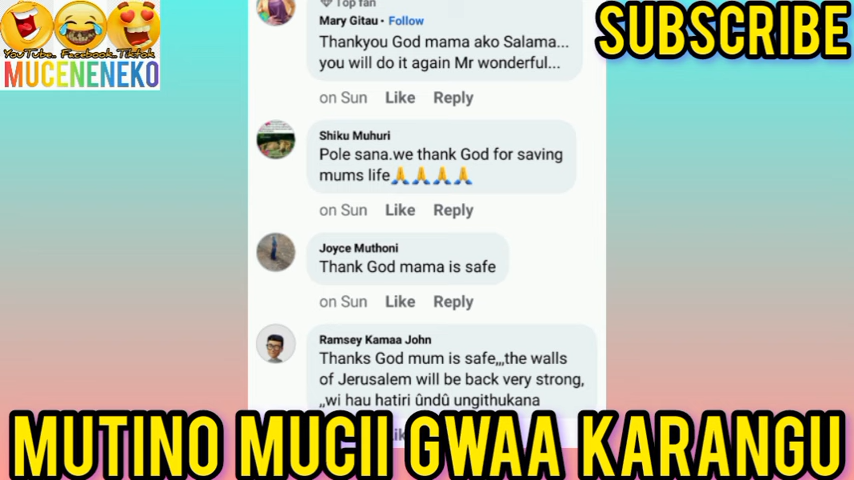 Top fan
SUBSCRIBE
YouTube. Facebook. Tiktok
MUCENENEKO
Mary Gitau • Follow
Thankyou God mama ako Salama...
you will do it again Mr wonderful...
on Sun Like Reply
Shiku Muhuri
Pole sana.we thank God for saving
mums life🙏🙏🙏🙏
on Sun Like Reply
Joyce Muthoni
Thank God mama is safe
on Sun Like Reply
Ramsey Kamaa John
Thanks God mum is safe,,,the walls
of Jerusalem will be back very strong,
,,wi hau hatiri ûndû ungithukana
MUTINO MUCII GWAA KARANGU